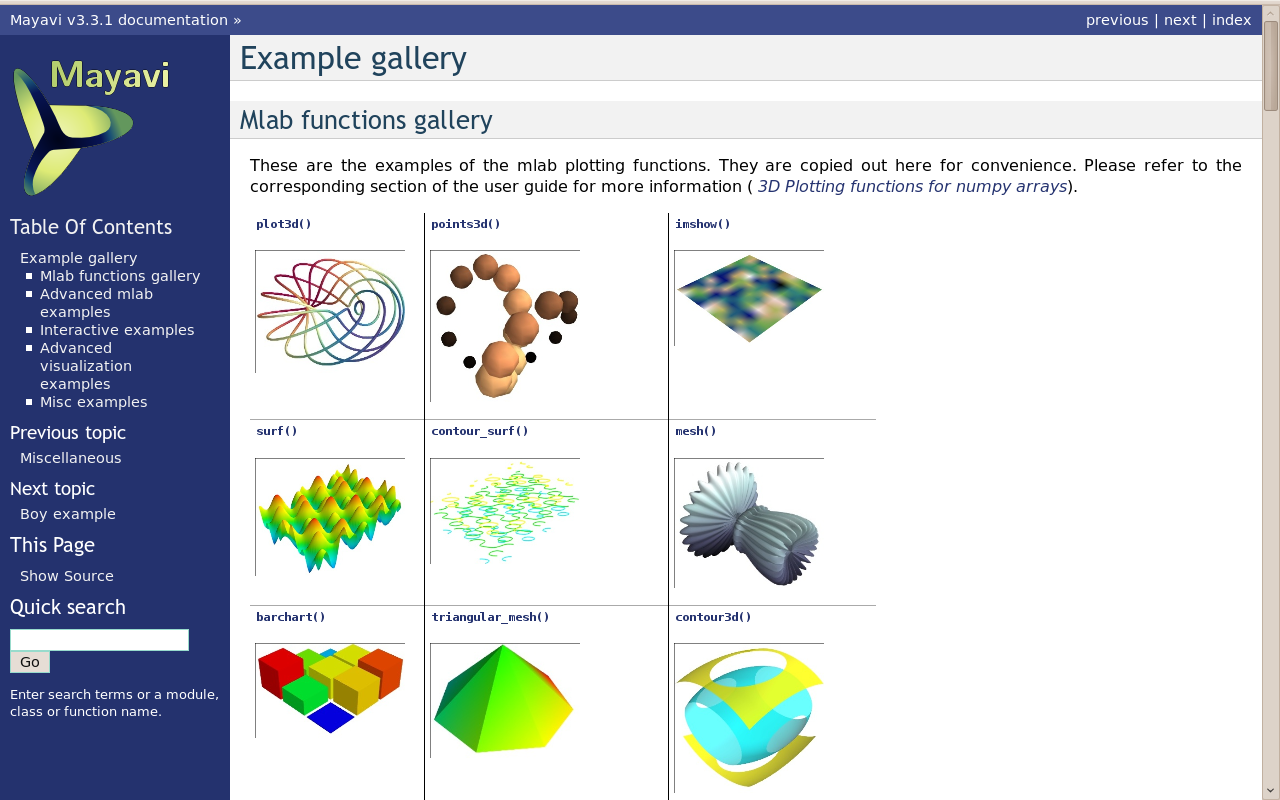 Mayavi v3.3.1 documentation »
previous | next | index
Mayavi
Table Of Contents
Example gallery
Mlab functions gallery
Advanced mlab
examples
Interactive examples
Advanced
visualization
examples
Misc examples
Previous topic
Miscellaneous
Next topic
Boy example
This Page
Show Source
Quick search
Go
Enter search terms or a module,
class or function name.
Example gallery
Mlab functions gallery
These are the examples of the mlab plotting functions. They are copied out here for convenience. Please refer to the
corresponding section of the user guide for more information ( 3D Plotting functions for numpy arrays).
plot3d()
points3d()
imshow()
surf()
contour_surf()
mesh()
barchart()
triangular_mesh()
contour3d()